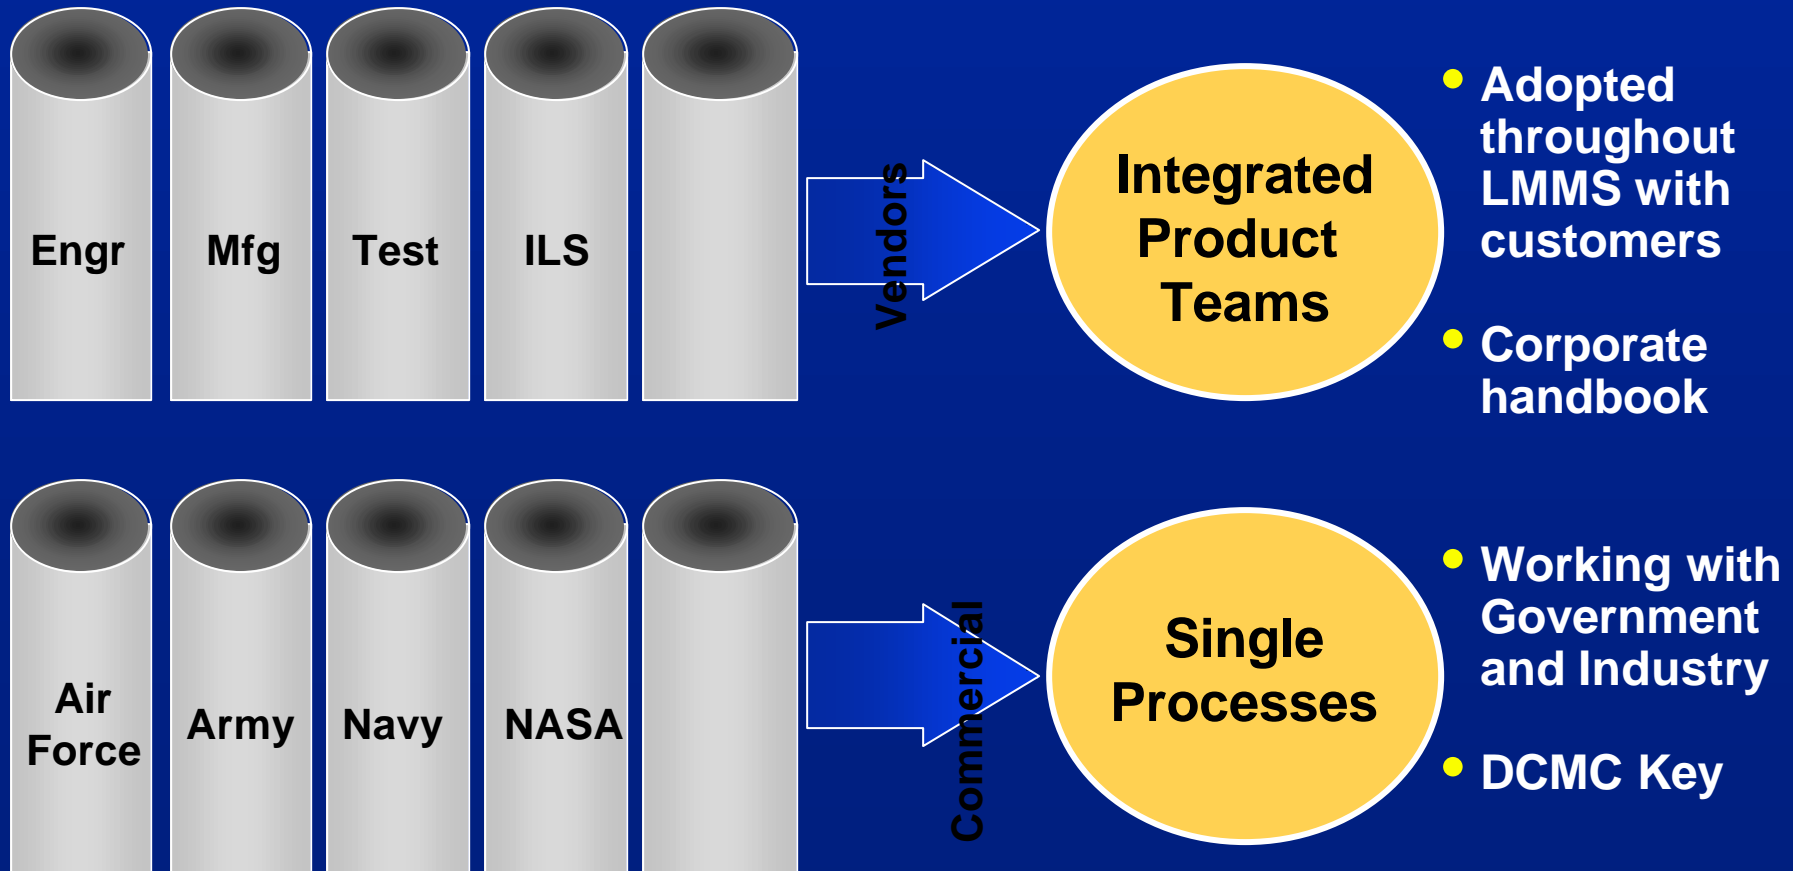 Engr
Mfg
Test
ILS
Vendors
Integrated
Product
Teams
• Adopted
throughout
LMMS with
customers
• Corporate
handbook
Air
Force
Army
Navy
NASA
Commercial
Single
Processes
• Working with
Government
and Industry
• DCMC Key